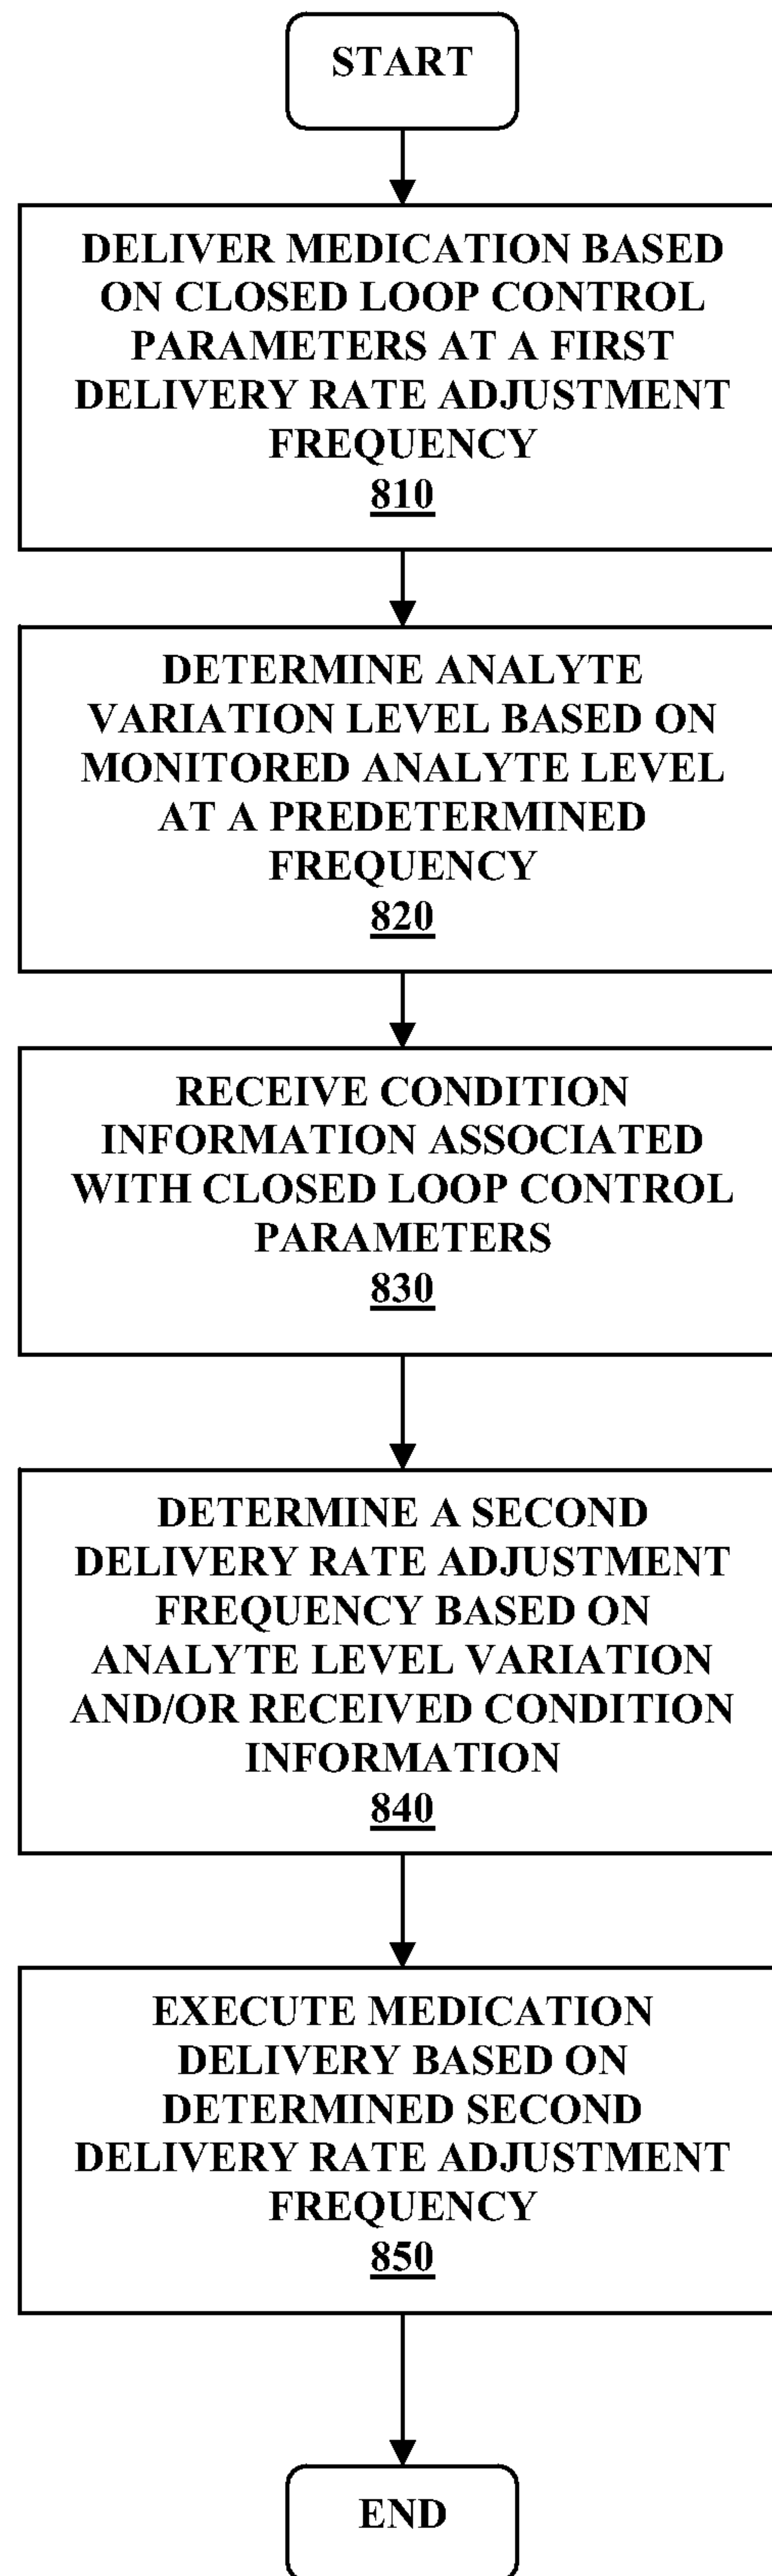 START
DELIVER MEDICATION BASED
ON CLOSED LOOP CONTROL
PARAMETERS AT A FIRST
DELIVERY RATE ADJUSTMENT
FREQUENCY
810
DETERMINE ANALYTE
VARIATION LEVEL BASED ON
MONITORED ANALYTE LEVEL
AT A PREDETERMINED
FREQUENCY
820
RECEIVE CONDITION
INFORMATION ASSOCIATED
WITH CLOSED LOOP CONTROL
PARAMETERS
830
DETERMINE A SECOND
DELIVERY RATE ADJUSTMENT
FREQUENCY BASED ON
ANALYTE LEVEL VARIATION
AND/OR RECEIVED CONDITION
INFORMATION
840
EXECUTE MEDICATION
DELIVERY BASED ON
DETERMINED SECOND
DELIVERY RATE ADJUSTMENT
FREQUENCY
850
END